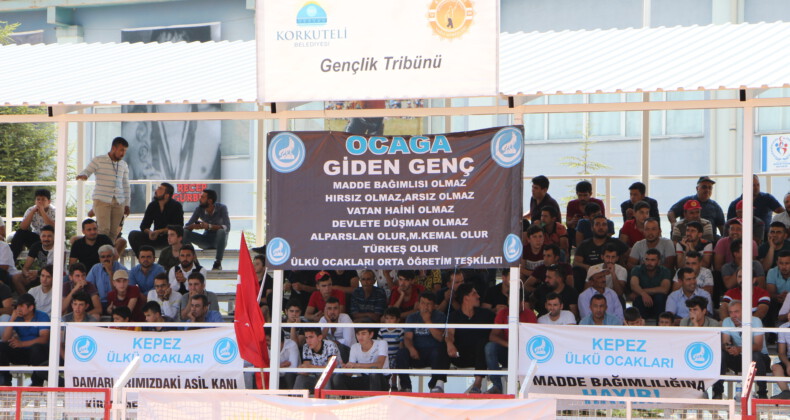 KORKUTELİ
BELEDİYESİ
Gençlik Tribünü
OCAGA
GİDEN GENÇ
MADDE BAĞIMLISI OLMAZ
HIRSIZ OLMAZ,ARSIZ OLMAZ
VATAN HAİNİ OLMAZ
DEVLETE DÜŞMAN OLMAZ
ALPARSLAN OLUR,M.KEMAL OLUR
TÜRKEŞ OLUR
ÜLKÜ OCAKLARI ORTA ÖĞRETİM TEŞKİLATI
KEPEZ
ÜLKÜ OCAKLARI
DAMARLARIMIZDAKİ ASİL KANI
KEPEZ
ÜLKÜ OCAKLARI
MADDE BAĞIMLILIĞINA
HAYIR